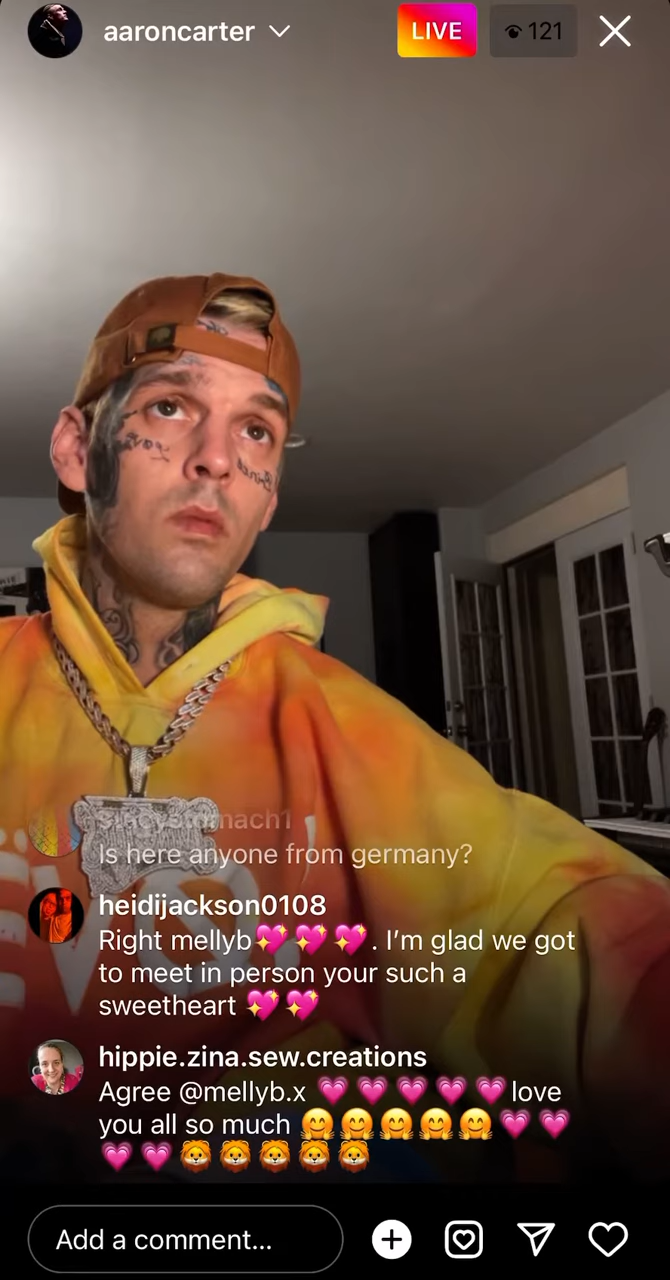 aaroncarter
LIVE
121
Is here anyone from germany?
heidijackson0108
Right mellyb💖💖💖. I’m glad we got
to meet in person your such a
sweetheart 💖💖
hippie.zina.sew.creations
Agree @mellyb.x 💗💗💗💗💗love
you all so much 🤗🤗🤗🤗🤗💗💗
💗💗🦁🦁🦁🦁🦁
Add a comment...